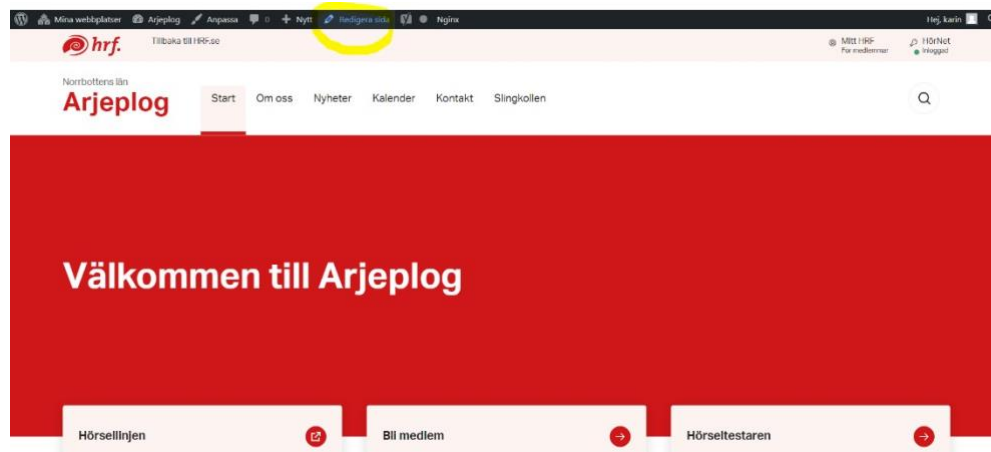 Mina webbplatser Arjeplog Anpassa 0 Nytt Redigera sida Nginx Hej, karin
hrf. Tillbaka till HRF.se Mitt HRF HörNet
För medlemmar Inloggad
Norrbottens län
Arjeplog Start Om oss Nyheter Kalender Kontakt Slingkollen
Välkommen till Arjeplog
Hörsellinjen Bli medlem Hörseltestaren